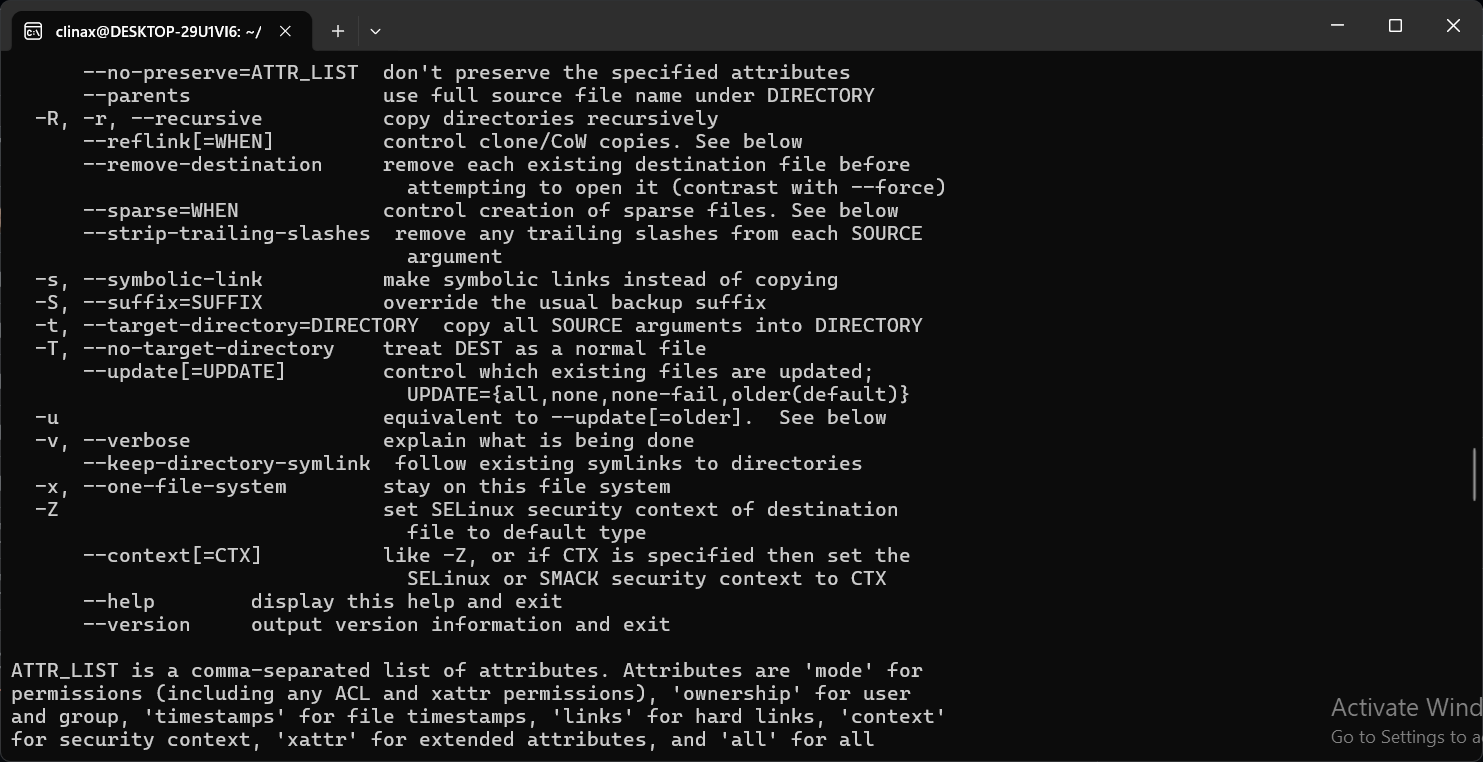 clinax@DESKTOP-29U1VI6: ~/
      --no-preserve=ATTR_LIST  don't preserve the specified attributes
      --parents                use full source file name under DIRECTORY
  -R, -r, --recursive          copy directories recursively
      --reflink[=WHEN]         control clone/CoW copies. See below
      --remove-destination     remove each existing destination file before
                                 attempting to open it (contrast with --force)
      --sparse=WHEN            control creation of sparse files. See below
      --strip-trailing-slashes  remove any trailing slashes from each SOURCE
                                 argument
  -s, --symbolic-link          make symbolic links instead of copying
  -S, --suffix=SUFFIX          override the usual backup suffix
  -t, --target-directory=DIRECTORY  copy all SOURCE arguments into DIRECTORY
  -T, --no-target-directory    treat DEST as a normal file
      --update[=UPDATE]        control which existing files are updated;
                                 UPDATE={all,none,none-fail,older(default)}
  -u                           equivalent to --update[=older].  See below
  -v, --verbose                explain what is being done
      --keep-directory-symlink  follow existing symlinks to directories
  -x, --one-file-system        stay on this file system
  -Z                           set SELinux security context of destination
                                 file to default type
      --context[=CTX]          like -Z, or if CTX is specified then set the
                                 SELinux or SMACK security context to CTX
      --help        display this help and exit
      --version     output version information and exit

ATTR_LIST is a comma-separated list of attributes. Attributes are 'mode' for
permissions (including any ACL and xattr permissions), 'ownership' for user
and group, 'timestamps' for file timestamps, 'links' for hard links, 'context'
for security context, 'xattr' for extended attributes, and 'all' for all
Activate Wind
Go to Settings to a